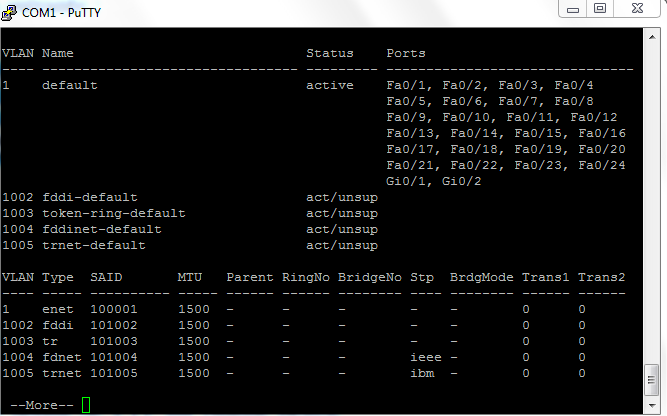 COM1 - PuTTY
VLAN Name                             Status    Ports
---- -------------------------------- --------- -------------------------------
1    default                          active    Fa0/1, Fa0/2, Fa0/3, Fa0/4
                                                Fa0/5, Fa0/6, Fa0/7, Fa0/8
                                                Fa0/9, Fa0/10, Fa0/11, Fa0/12
                                                Fa0/13, Fa0/14, Fa0/15, Fa0/16
                                                Fa0/17, Fa0/18, Fa0/19, Fa0/20
                                                Fa0/21, Fa0/22, Fa0/23, Fa0/24
                                                Gi0/1, Gi0/2
1002 fddi-default                     act/unsup
1003 token-ring-default               act/unsup
1004 fddinet-default                  act/unsup
1005 trnet-default                    act/unsup
VLAN Type  SAID       MTU   Parent RingNo BridgeNo Stp  BrdgMode Trans1 Trans2
---- ----- ---------- ----- ------ ------ -------- ---- -------- ------ ------
1    enet  100001     1500  -      -      -        -    -        0      0
1002 fddi  101002     1500  -      -      -        -    -        0      0
1003 tr    101003     1500  -      -      -        -    -        0      0
1004 fdnet 101004     1500  -      -      -        ieee -        0      0
1005 trnet 101005     1500  -      -      -        ibm  -        0      0
 --More--